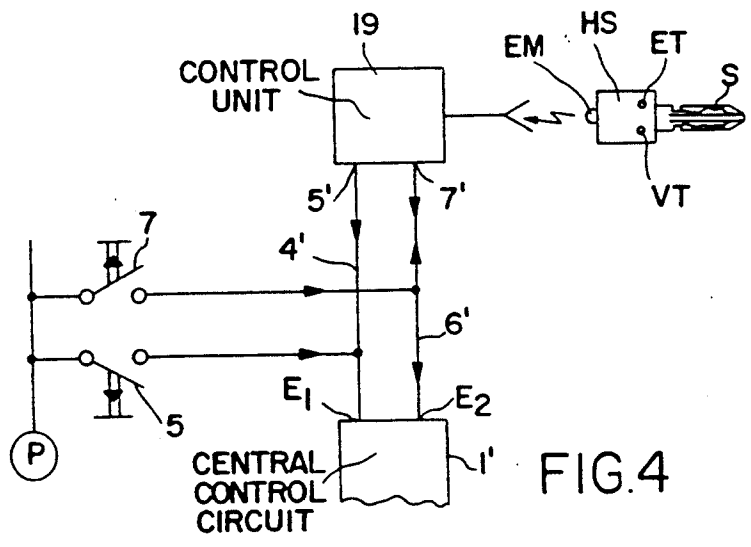 19
CONTROL
UNIT
EM
HS
ET
S
VT
5'
7'
7
4'
6'
5
E1
E2
P
CENTRAL
CONTROL
CIRCUIT
1'
FIG.4